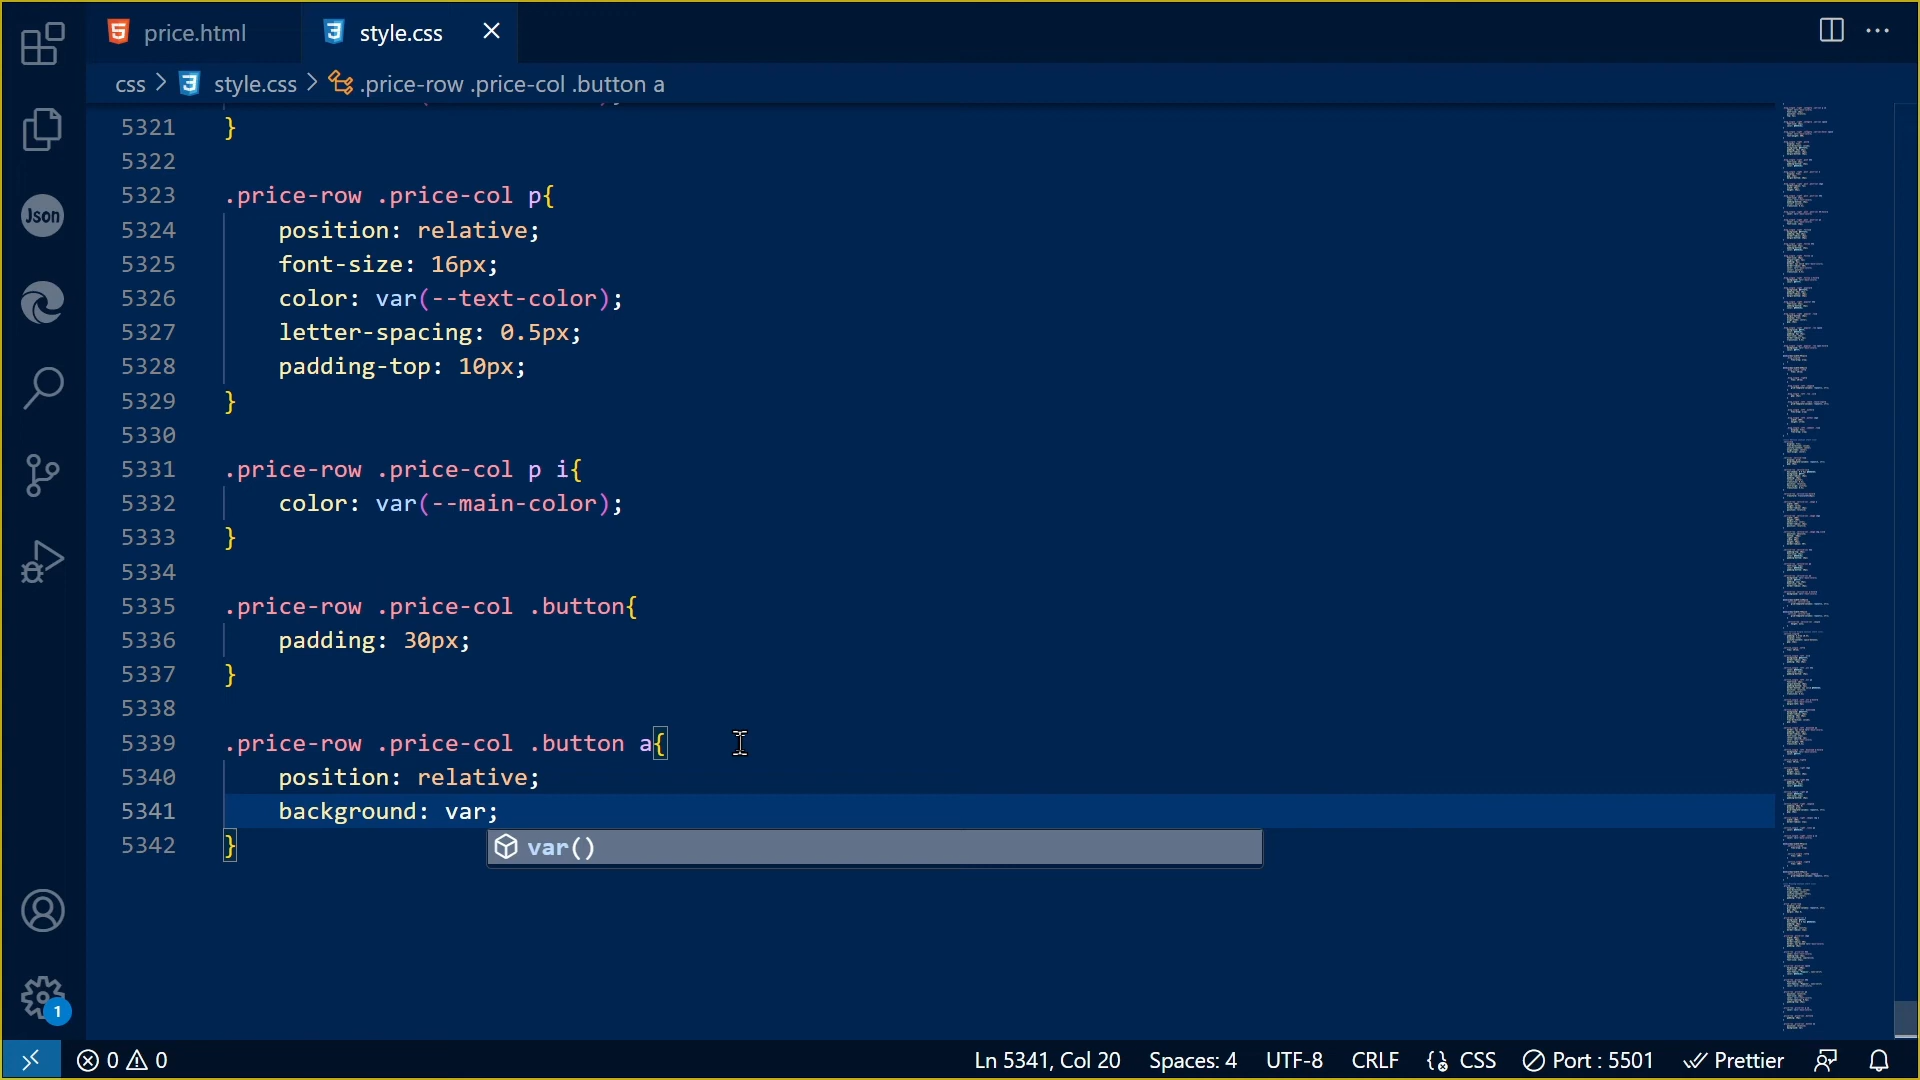 price.html
style.css
css > style.css > .price-row .price-col .button a
5321 }
5322
5323 .price-row .price-col p{
5324 position: relative;
5325 font-size: 16px;
5326 color: var(--text-color);
5327 letter-spacing: 0.5px;
5328 padding-top: 10px;
5329 }
5330
5331 .price-row .price-col p i{
5332 color: var(--main-color);
5333 }
5334
5335 .price-row .price-col .button{
5336 padding: 30px;
5337 }
5338
5339 .price-row .price-col .button a{
5340 position: relative;
5341 background: var;
5342 }
var()
Json
1
0 0 Ln 5341, Col 20 Spaces: 4 UTF-8 CRLF CSS Port : 5501 Prettier